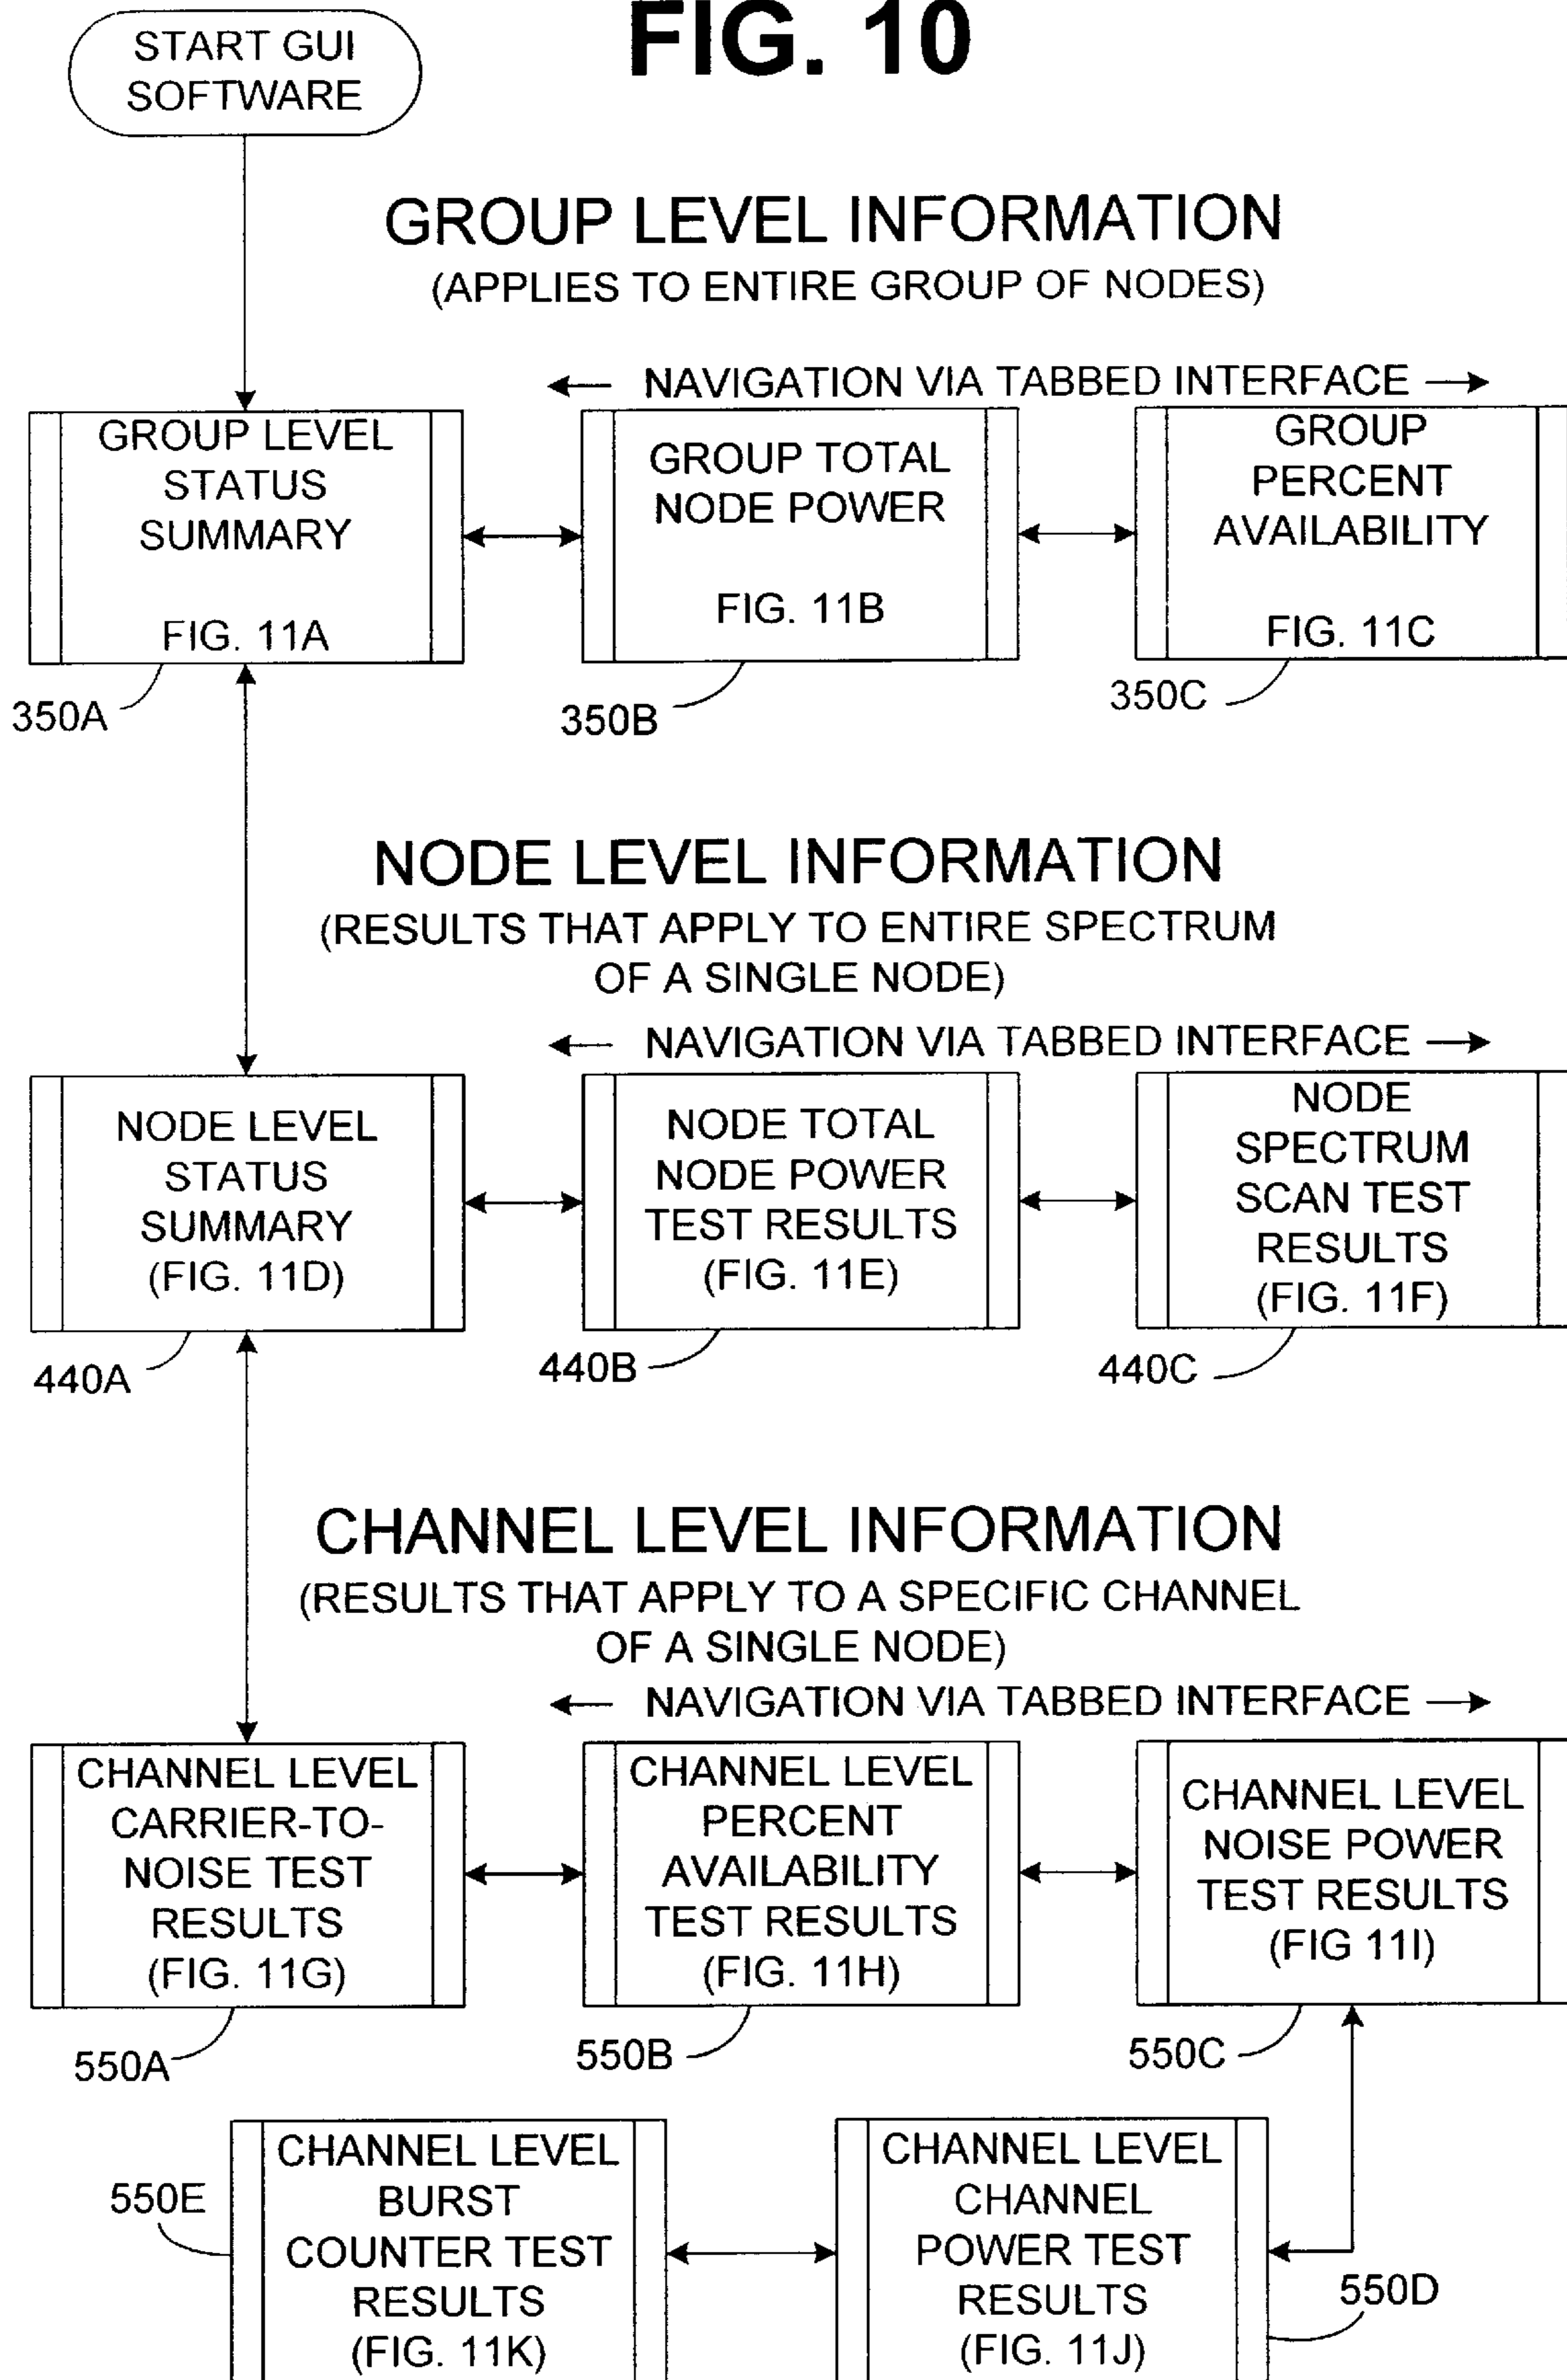 FIG. 10
START GUI
SOFTWARE
GROUP LEVEL INFORMATION
(APPLIES TO ENTIRE GROUP OF NODES)
NAVIGATION VIA TABBED INTERFACE
GROUP LEVEL
STATUS
SUMMARY
FIG. 11A
350A
GROUP TOTAL
NODE POWER
FIG. 11B
350B
GROUP
PERCENT
AVAILABILITY
FIG. 11C
350C
NODE LEVEL INFORMATION
(RESULTS THAT APPLY TO ENTIRE SPECTRUM
OF A SINGLE NODE)
NAVIGATION VIA TABBED INTERFACE
NODE LEVEL
STATUS
SUMMARY
(FIG. 11D)
440A
NODE TOTAL
NODE POWER
TEST RESULTS
(FIG. 11E)
440B
NODE
SPECTRUM
SCAN TEST
RESULTS
(FIG. 11F)
440C
CHANNEL LEVEL INFORMATION
(RESULTS THAT APPLY TO A SPECIFIC CHANNEL
OF A SINGLE NODE)
NAVIGATION VIA TABBED INTERFACE
CHANNEL LEVEL
CARRIER-TO-
NOISE TEST
RESULTS
(FIG. 11G)
550A
CHANNEL LEVEL
PERCENT
AVAILABILITY
TEST RESULTS
(FIG. 11H)
550B
CHANNEL LEVEL
NOISE POWER
TEST RESULTS
(FIG 11I)
550C
550E
CHANNEL LEVEL
BURST
COUNTER TEST
RESULTS
(FIG. 11K)
CHANNEL LEVEL
CHANNEL
POWER TEST
RESULTS
(FIG. 11J)
550D